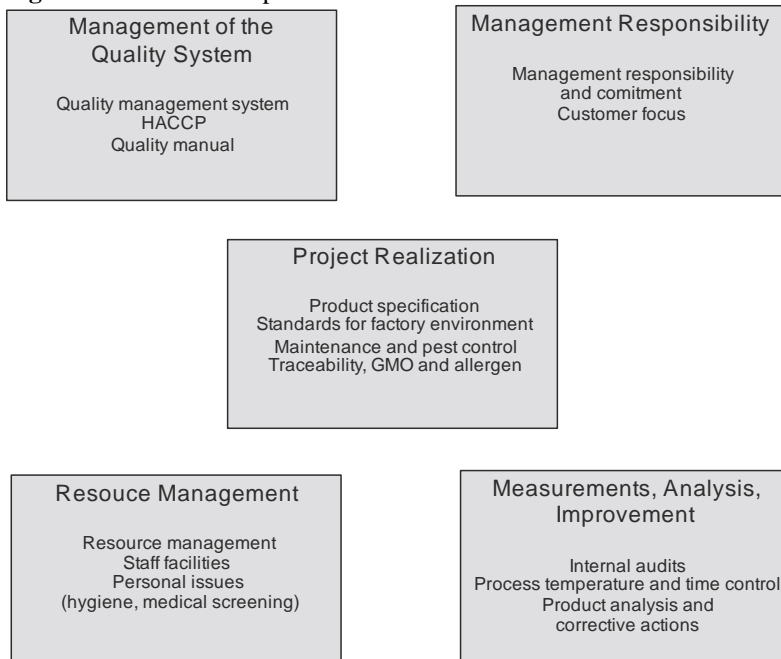 Management of the
Quality System
Quality management system
HACCP
Quality manual
Management Responsibility
Management responsibility
and comitment
Customer focus
Project Realization
Product specification
Standards for factory environment
Maintenance and pest control
Traceability, GMO and allergen
Resouce Management
Resource management
Staff facilities
Personal issues
(hygiene, medical screening)
Measurements, Analysis,
Improvement
Internal audits
Process temperature and time control
Product analysis and
corrective actions